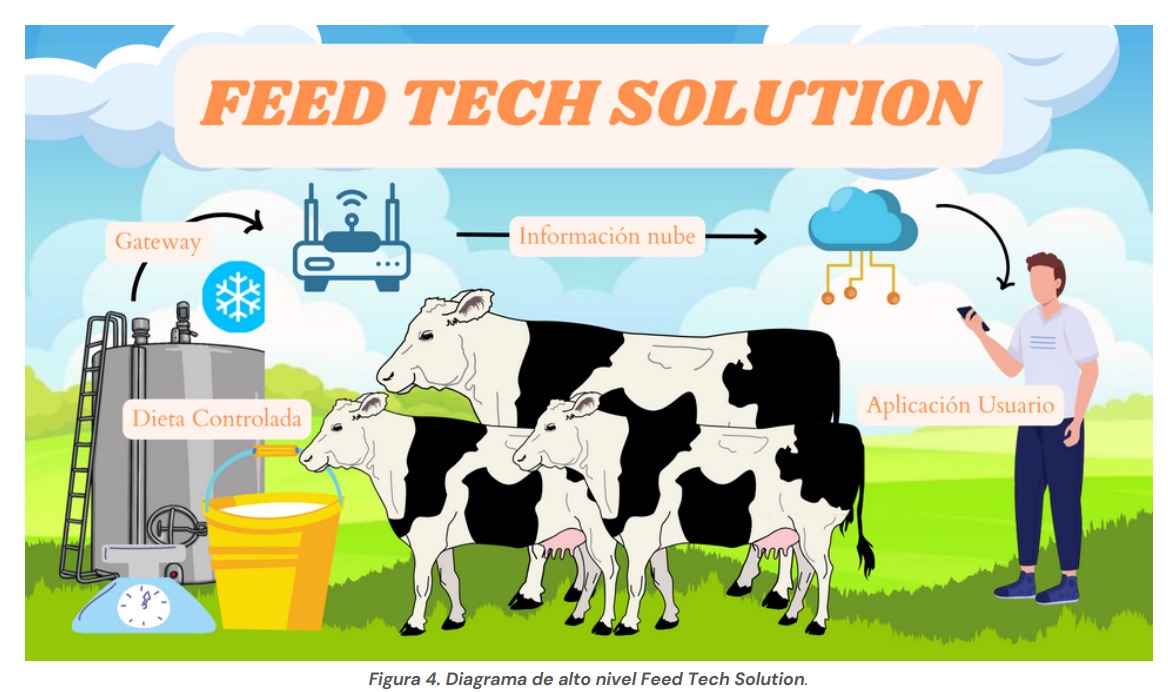 FEED TECH SOLUTION
Gateway
Información nube
Dieta Controlada
Aplicación Usuario
Figura 4. Diagrama de alto nivel Feed Tech Solution.